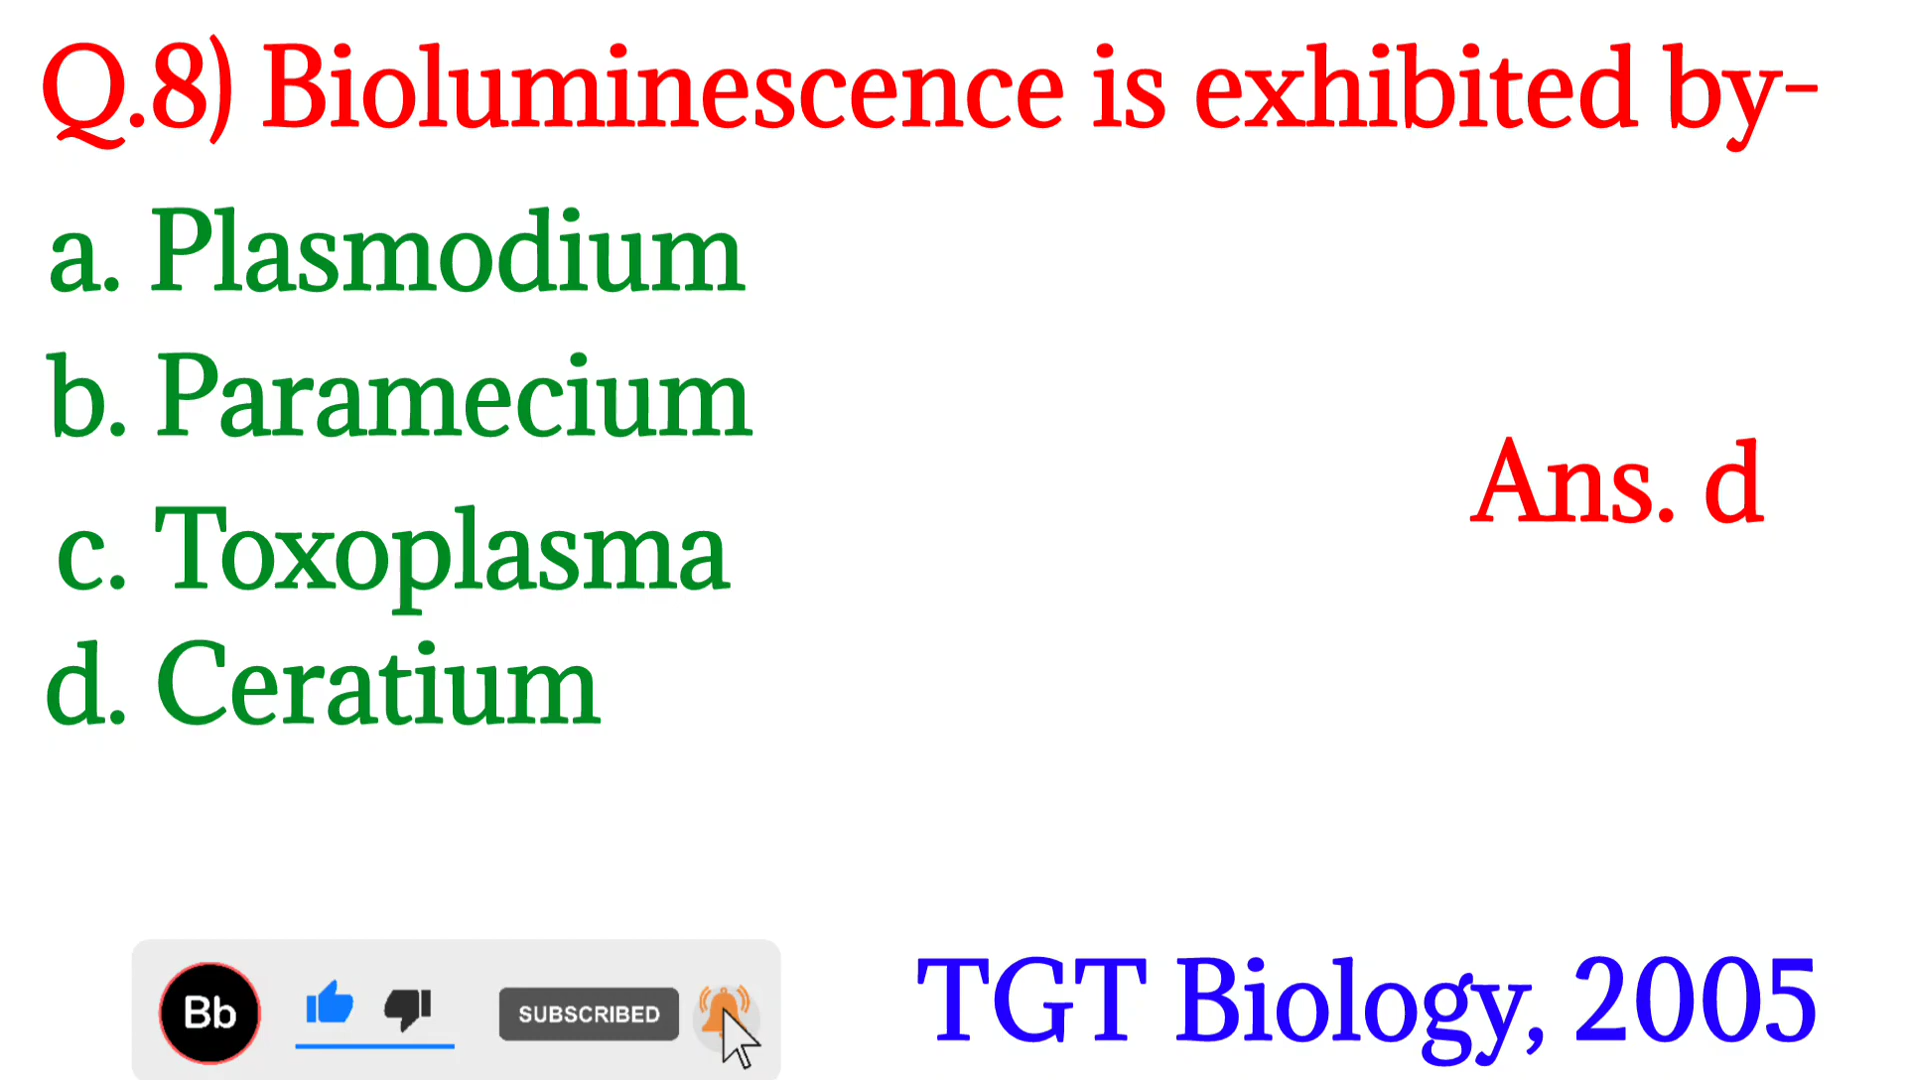 Q.8) Bioluminescence is exhibited by-
a. Plasmodium
b. Paramecium
Ans. d
c. Toxoplasma
d. Ceratium
Bb
SUBSCRIBED
TGT Biology, 2005